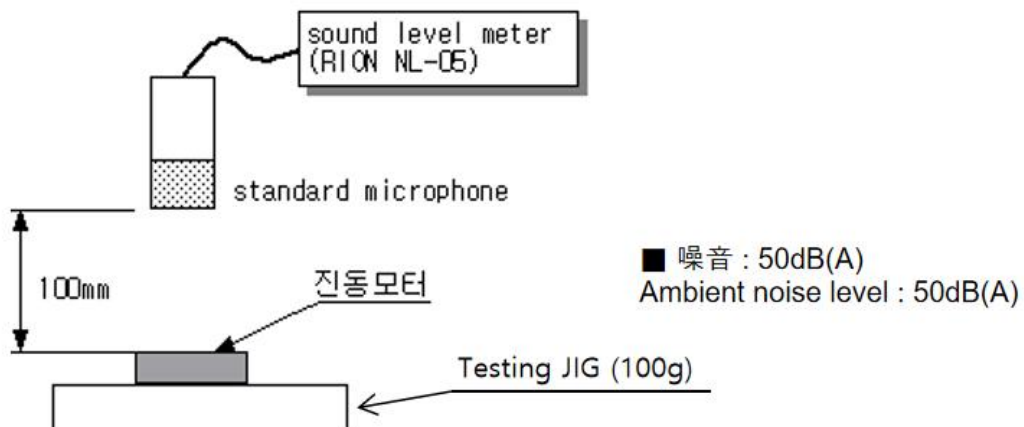 sound level meter
(RION NL-05)
standard microphone
100mm
진동모터
■ 噪音 : 50dB(A)
Ambient noise level : 50dB(A)
Testing JIG (100g)